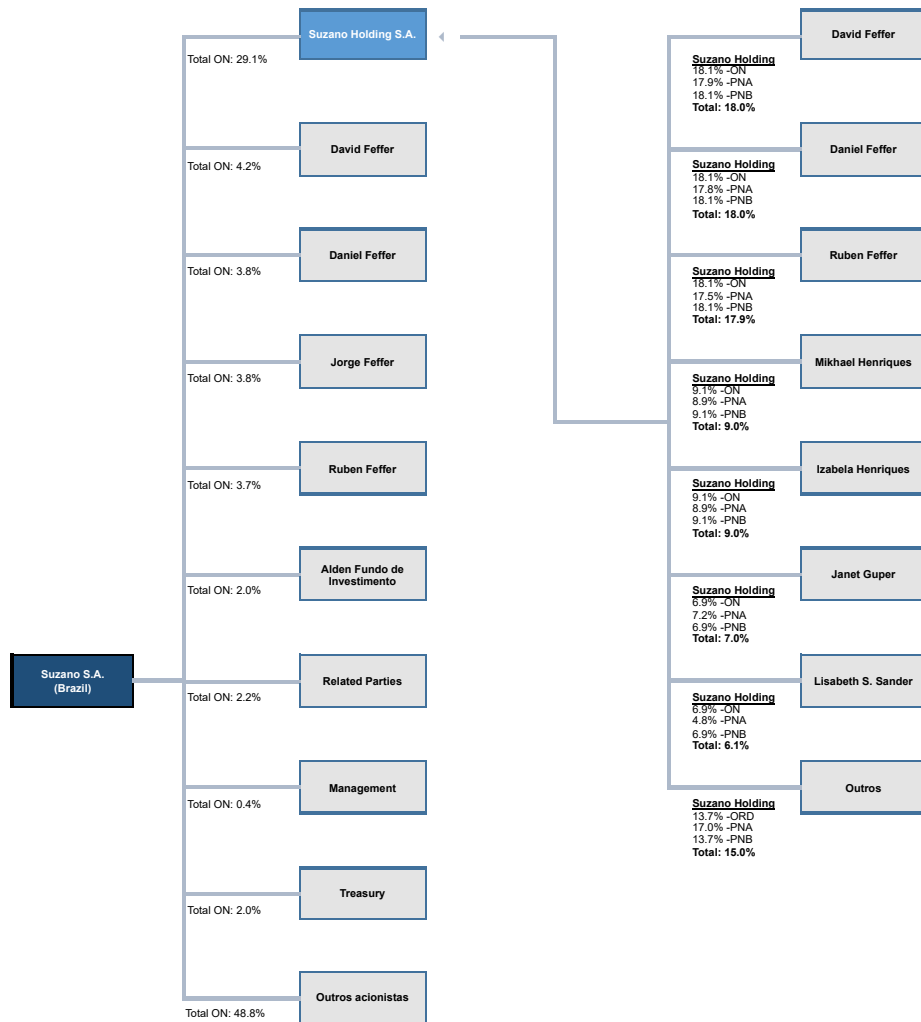 Suzano Holding S.A.
Total ON: 29.1%
David Feffer
Total ON: 4.2%
Daniel Feffer
Total ON: 3.8%
Jorge Feffer
Total ON: 3.8%
Ruben Feffer
Total ON: 3.7%
Alden Fundo de
Investimento
Total ON: 2.0%
Suzano S.A.
(Brazil)
Related Parties
Total ON: 2.2%
Management
Total ON: 0.4%
Treasury
Total ON: 2.0%
Outros acionistas
Total ON: 48.8%
David Feffer
Suzano Holding
18.1% -ON
17.9% -PNA
18.1% -PNB
Total: 18.0%
Daniel Feffer
Suzano Holding
18.1% -ON
17.8% -PNA
18.1% -PNB
Total: 18.0%
Ruben Feffer
Suzano Holding
18.1% -ON
17.5% -PNA
18.1% -PNB
Total: 17.9%
Mikhael Henriques
Suzano Holding
9.1% -ON
8.9% -PNA
9.1% -PNB
Total: 9.0%
Izabela Henriques
Suzano Holding
9.1% -ON
8.9% -PNA
9.1% -PNB
Total: 9.0%
Janet Guper
Suzano Holding
6.9% -ON
7.2% -PNA
6.9% -PNB
Total: 7.0%
Lisabeth S. Sander
Suzano Holding
6.9% -ON
4.8% -PNA
6.9% -PNB
Total: 6.1%
Outros
Suzano Holding
13.7% -ORD
17.0% -PNA
13.7% -PNB
Total: 15.0%